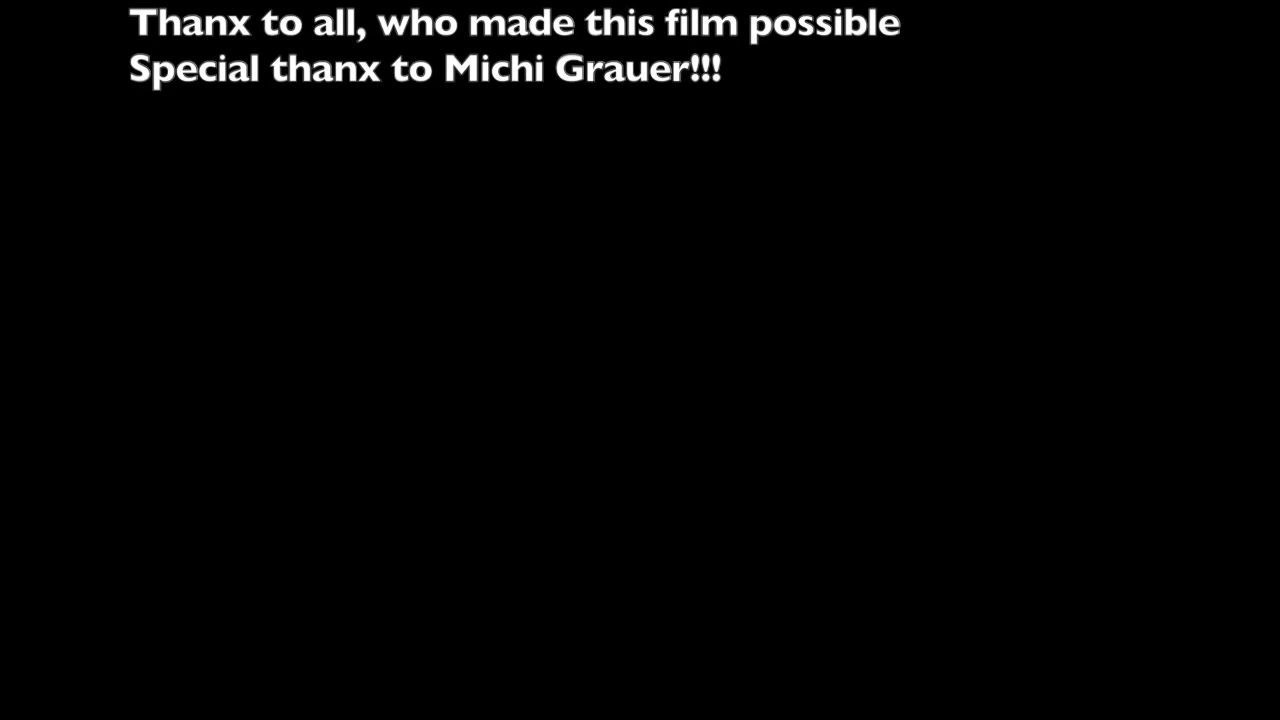 Thanx to all, who made this film possible
Special thanx to Michi Grauer!!!